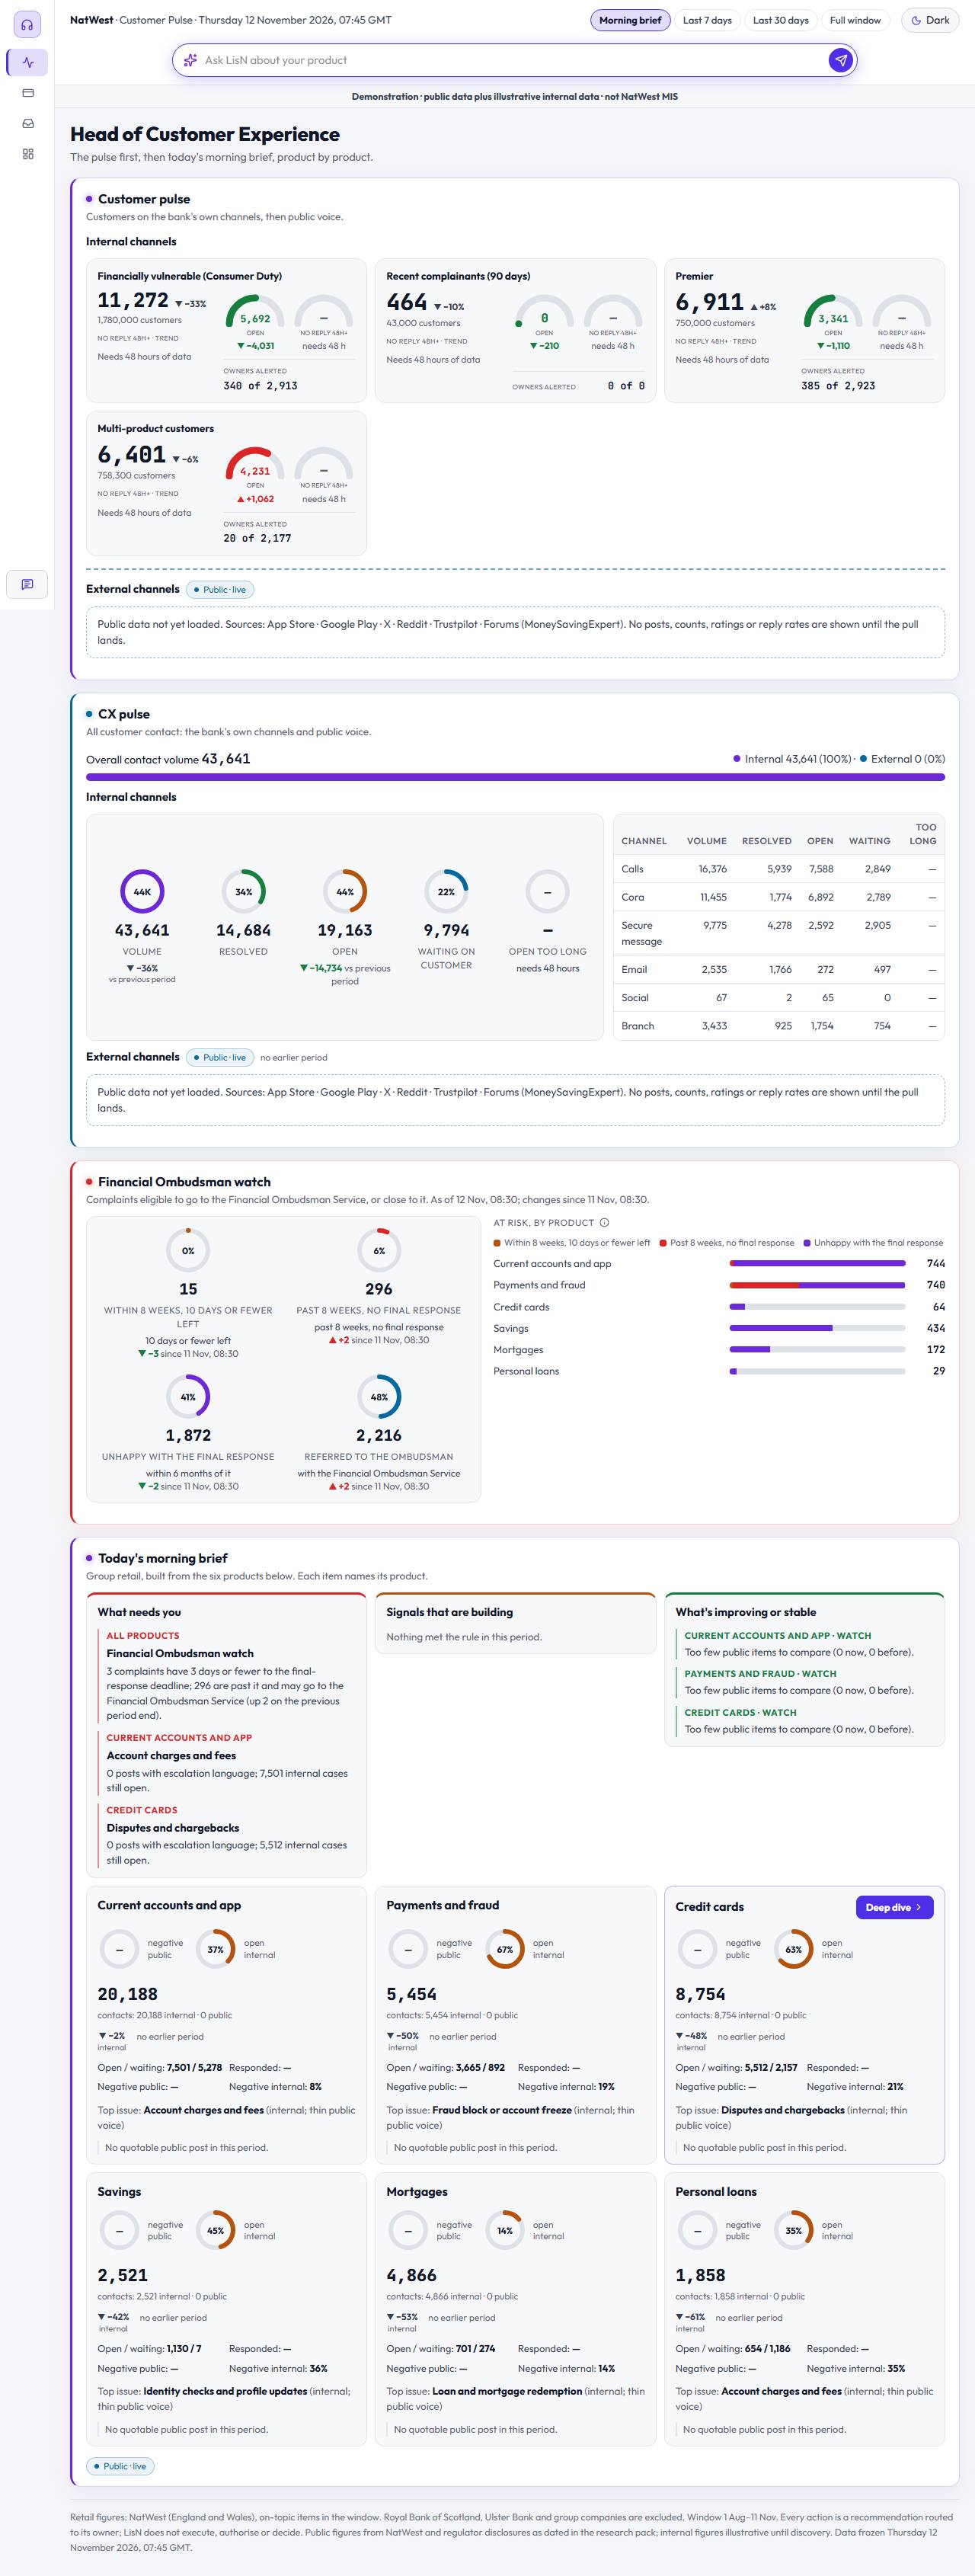 NatWest · Customer Pulse · Thursday 12 November 2026, 07:45 GMT
Morning brief
Last 7 days
Last 30 days
Full window
Dark
Ask LisN about your product
Demonstration · public data plus illustrative internal data · not NatWest MIS
Head of Customer Experience
The pulse first, then today's morning brief, product by product.
Customer pulse
Customers on the bank's own channels, then public voice.
Internal channels
Financially vulnerable (Consumer Duty)
11,272 ▼ −33%
1,780,000 customers
NO REPLY 48H+ · TREND
Needs 48 hours of data
5,692
OPEN
▼ −4,031
–
NO REPLY 48H+
needs 48 h
OWNERS ALERTED
340 of 2,913
Recent complainants (90 days)
464 ▼ −10%
43,000 customers
NO REPLY 48H+ · TREND
Needs 48 hours of data
0
OPEN
▼ −210
–
NO REPLY 48H+
needs 48 h
OWNERS ALERTED 0 of 0
Premier
6,911 ▲ +8%
750,000 customers
NO REPLY 48H+ · TREND
Needs 48 hours of data
3,341
OPEN
▼ −1,110
–
NO REPLY 48H+
needs 48 h
OWNERS ALERTED
385 of 2,923
Multi-product customers
6,401 ▼ −6%
758,300 customers
NO REPLY 48H+ · TREND
Needs 48 hours of data
4,231
OPEN
▲ +1,062
–
NO REPLY 48H+
needs 48 h
OWNERS ALERTED
20 of 2,177
External channels Public · live
Public data not yet loaded. Sources: App Store · Google Play · X · Reddit · Trustpilot · Forums (MoneySavingExpert). No posts, counts, ratings or reply rates are shown until the pull
lands.
CX pulse
All customer contact: the bank's own channels and public voice.
Overall contact volume 43,641
Internal 43,641 (100%) · External 0 (0%)
Internal channels
44K
43,641
VOLUME
▼ −36%
vs previous period
34%
14,684
RESOLVED
44%
19,163
OPEN
▼ −14,734 vs previous
period
22%
9,794
WAITING ON
CUSTOMER
–
–
OPEN TOO LONG
needs 48 hours
CHANNEL VOLUME RESOLVED OPEN WAITING TOO
LONG
Calls 16,376 5,939 7,588 2,849 —
Cora 11,455 1,774 6,892 2,789 —
Secure
message 9,775 4,278 2,592 2,905 —
Email 2,535 1,766 272 497 —
Social 67 2 65 0 —
Branch 3,433 925 1,754 754 —
External channels Public · live no earlier period
Public data not yet loaded. Sources: App Store · Google Play · X · Reddit · Trustpilot · Forums (MoneySavingExpert). No posts, counts, ratings or reply rates are shown until the pull
lands.
Financial Ombudsman watch
Complaints eligible to go to the Financial Ombudsman Service, or close to it. As of 12 Nov, 08:30; changes since 11 Nov, 08:30.
0%
15
WITHIN 8 WEEKS, 10 DAYS OR FEWER
LEFT
10 days or fewer left
▼ −3 since 11 Nov, 08:30
6%
296
PAST 8 WEEKS, NO FINAL RESPONSE
past 8 weeks, no final response
▲ +2 since 11 Nov, 08:30
41%
1,872
UNHAPPY WITH THE FINAL RESPONSE
within 6 months of it
▼ −2 since 11 Nov, 08:30
48%
2,216
REFERRED TO THE OMBUDSMAN
with the Financial Ombudsman Service
▲ +2 since 11 Nov, 08:30
AT RISK, BY PRODUCT
Within 8 weeks, 10 days or fewer left Past 8 weeks, no final response Unhappy with the final response
Current accounts and app 744
Payments and fraud 740
Credit cards 64
Savings 434
Mortgages 172
Personal loans 29
Today's morning brief
Group retail, built from the six products below. Each item names its product.
What needs you
ALL PRODUCTS
Financial Ombudsman watch
3 complaints have 3 days or fewer to the final-
response deadline; 296 are past it and may go to the
Financial Ombudsman Service (up 2 on the previous
period end).
CURRENT ACCOUNTS AND APP
Account charges and fees
0 posts with escalation language; 7,501 internal cases
still open.
CREDIT CARDS
Disputes and chargebacks
0 posts with escalation language; 5,512 internal cases
still open.
Signals that are building
Nothing met the rule in this period.
What's improving or stable
CURRENT ACCOUNTS AND APP · WATCH
Too few public items to compare (0 now, 0 before).
PAYMENTS AND FRAUD · WATCH
Too few public items to compare (0 now, 0 before).
CREDIT CARDS · WATCH
Too few public items to compare (0 now, 0 before).
Current accounts and app
– negative
public
37% open
internal
20,188
contacts: 20,188 internal · 0 public
▼ −2% no earlier period
internal
Open / waiting: 7,501 / 5,278 Responded: —
Negative public: — Negative internal: 8%
Top issue: Account charges and fees (internal; thin public
voice)
No quotable public post in this period.
Payments and fraud
– negative
public
67% open
internal
5,454
contacts: 5,454 internal · 0 public
▼ −50% no earlier period
internal
Open / waiting: 3,665 / 892 Responded: —
Negative public: — Negative internal: 19%
Top issue: Fraud block or account freeze (internal; thin
public voice)
No quotable public post in this period.
Credit cards
Deep dive
– negative
public
63% open
internal
8,754
contacts: 8,754 internal · 0 public
▼ −48% no earlier period
internal
Open / waiting: 5,512 / 2,157 Responded: —
Negative public: — Negative internal: 21%
Top issue: Disputes and chargebacks (internal; thin
public voice)
No quotable public post in this period.
Savings
– negative
public
45% open
internal
2,521
contacts: 2,521 internal · 0 public
▼ −42% no earlier period
internal
Open / waiting: 1,130 / 7 Responded: —
Negative public: — Negative internal: 36%
Top issue: Identity checks and profile updates (internal;
thin public voice)
No quotable public post in this period.
Mortgages
– negative
public
14% open
internal
4,866
contacts: 4,866 internal · 0 public
▼ −53% no earlier period
internal
Open / waiting: 701 / 274 Responded: —
Negative public: — Negative internal: 14%
Top issue: Loan and mortgage redemption (internal; thin
public voice)
No quotable public post in this period.
Personal loans
– negative
public
35% open
internal
1,858
contacts: 1,858 internal · 0 public
▼ −61% no earlier period
internal
Open / waiting: 654 / 1,186 Responded: —
Negative public: — Negative internal: 35%
Top issue: Account charges and fees (internal; thin public
voice)
No quotable public post in this period.
Public · live
Retail figures: NatWest (England and Wales), on-topic items in the window. Royal Bank of Scotland, Ulster Bank and group companies are excluded. Window 1 Aug–11 Nov. Every action is a recommendation routed
to its owner; LisN does not execute, authorise or decide. Public figures from NatWest and regulator disclosures as dated in the research pack; internal figures illustrative until discovery. Data frozen Thursday 12
November 2026, 07:45 GMT.